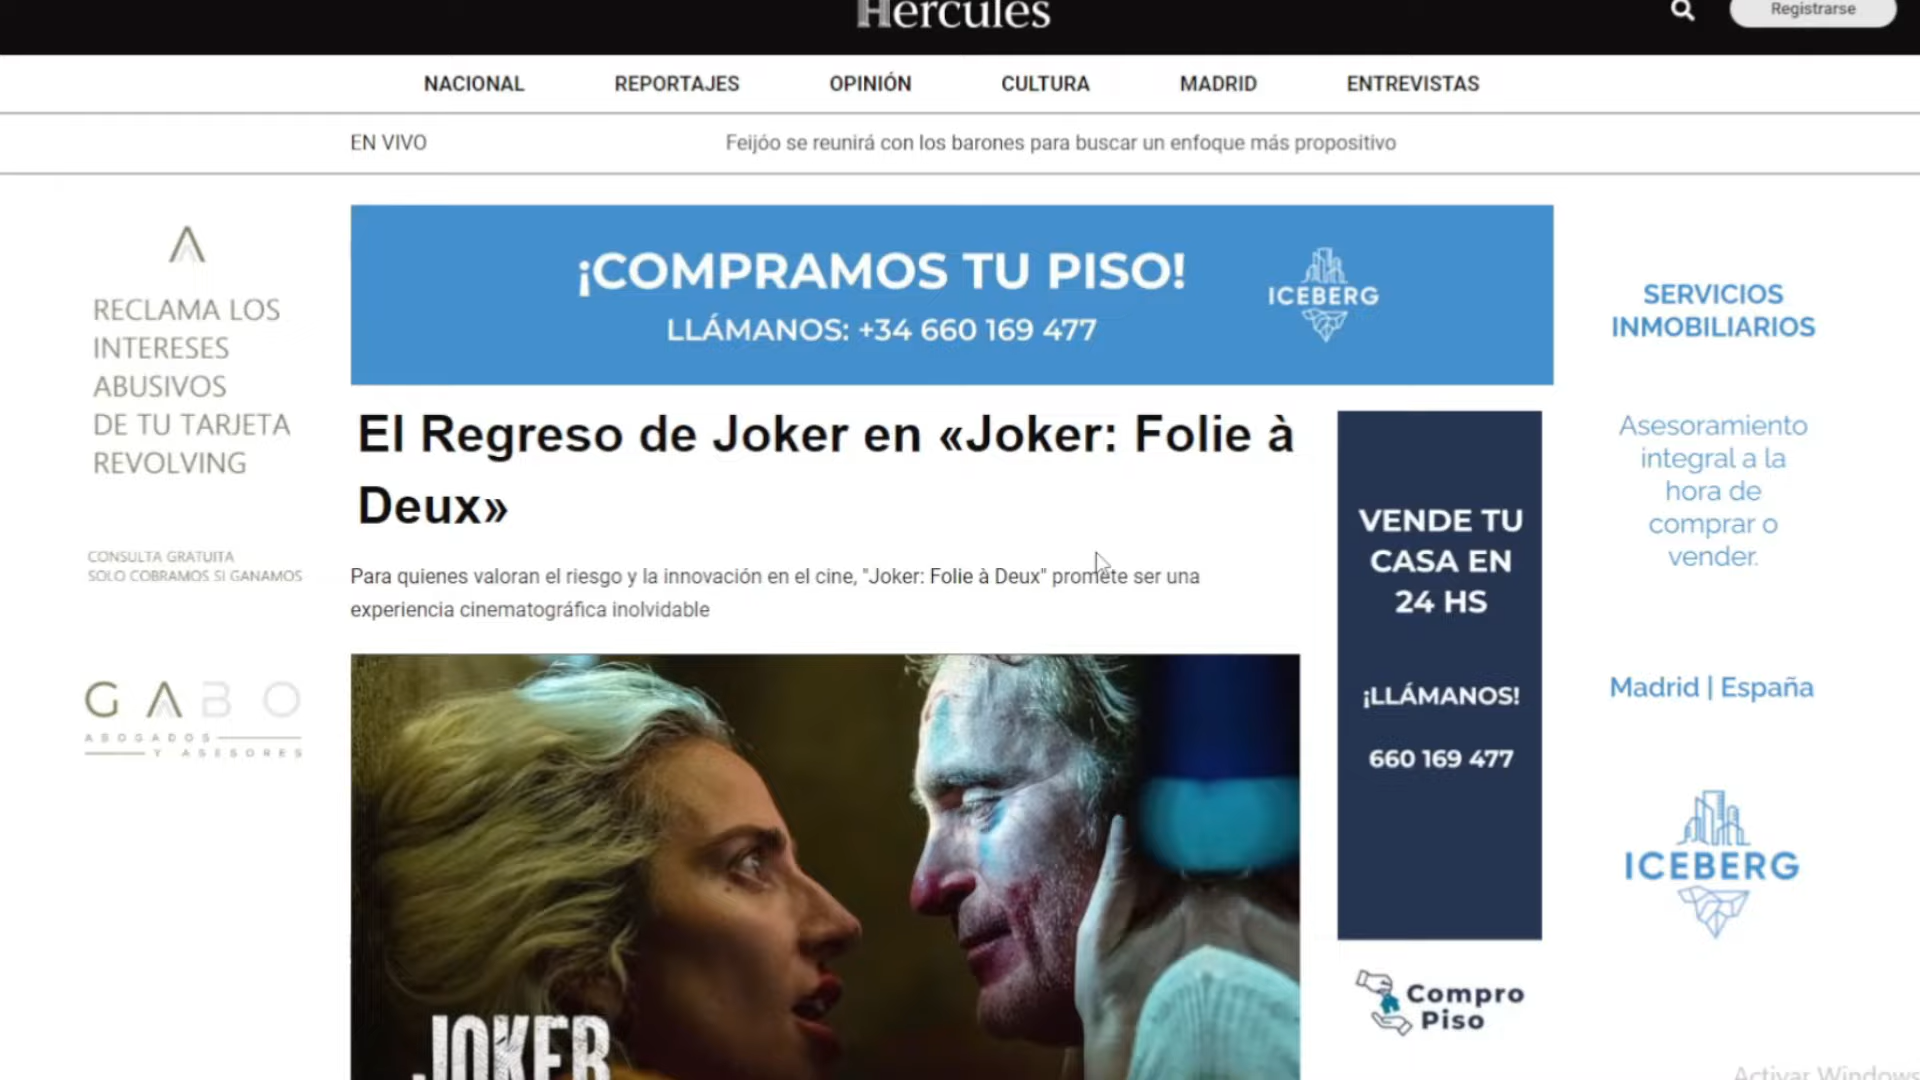 Hércules
Registrarse
NACIONAL
REPORTAJES
OPINIÓN
CULTURA
MADRID
ENTREVISTAS
EN VIVO
Feijóo se reunirá con los barones para buscar un enfoque más propositivo
RECLAMA LOS
INTERESES
ABUSIVOS
DE TU TARJETA
REVOLVING
CONSULTA GRATUITA
SOLO COBRAMOS SI GANAMOS
GABO
ABOGADOS
Y ASESORES
¡COMPRAMOS TU PISO!
LLÁMANOS: +34 660 169 477
ICEBERG
El Regreso de Joker en «Joker: Folie à
Deux»
Para quienes valoran el riesgo y la innovación en el cine, "Joker: Folie à Deux" promete ser una
experiencia cinematográfica inolvidable
JOKER
VENDE TU
CASA EN
24 HS
¡LLÁMANOS!
660 169 477
Compro
Piso
SERVICIOS
INMOBILIARIOS
Asesoramiento
integral a la
hora de
comprar o
vender.
Madrid | España
ICEBERG
Activar Windows